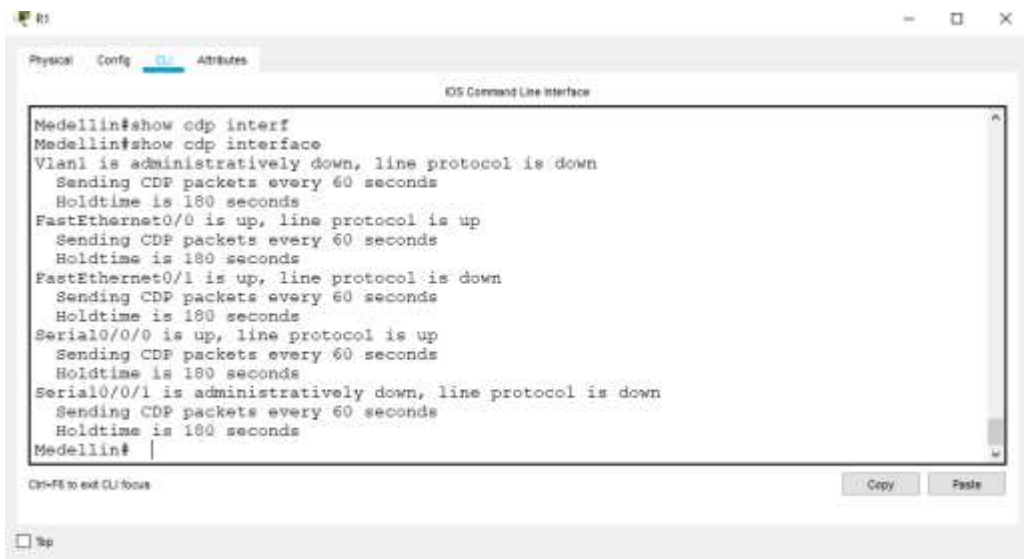 R1
Physical Config CLI Attributes
IOS Command Line Interface
Medellin#show cdp interf
Medellin#show cdp interface
Vlan1 is administratively down, line protocol is down
Sending CDP packets every 60 seconds
Holdtime is 180 seconds
FastEthernet0/0 is up, line protocol is up
Sending CDP packets every 60 seconds
Holdtime is 180 seconds
FastEthernet0/1 is up, line protocol is down
Sending CDP packets every 60 seconds
Holdtime is 180 seconds
Serial0/0/0 is up, line protocol is up
Sending CDP packets every 60 seconds
Holdtime is 180 seconds
Serial0/0/1 is administratively down, line protocol is down
Sending CDP packets every 60 seconds
Holdtime is 180 seconds
Medellin#
Ctrl+F6 to exit CLI focus
Copy Paste
Top